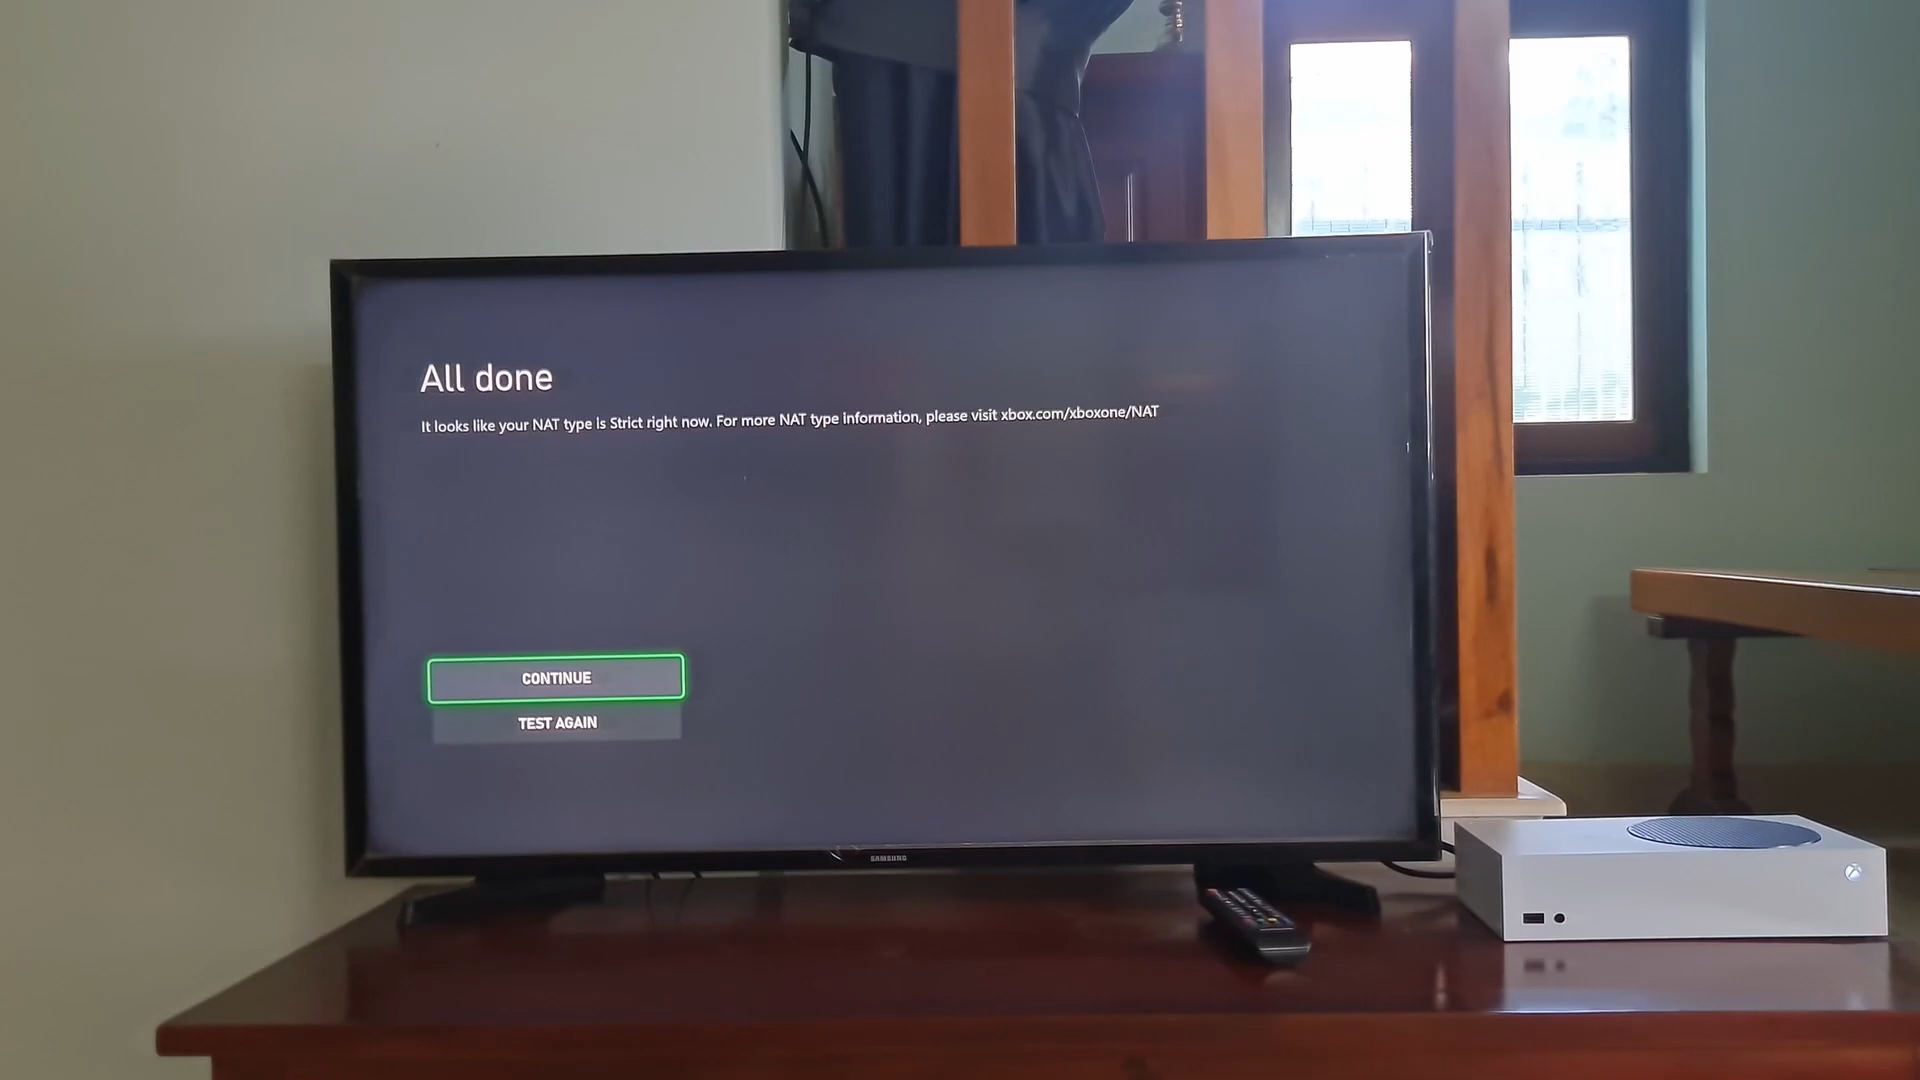 All done
It looks like your NAT type is Strict right now. For more NAT type information, please visit xbox.com/xboxone/NAT
CONTINUE
TEST AGAIN
SAMSUNG